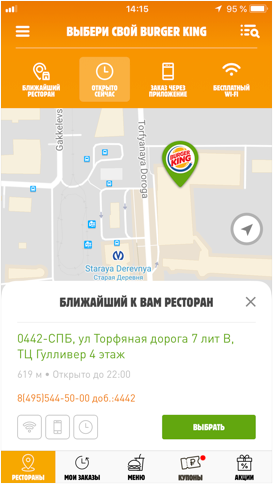 14:15
95 %
ВЫБЕРИ СВОЙ BURGER KING
БЛИЖАЙШИЙ
РЕСТОРАН
ОТКРЫТО
СЕЙЧАС
ЗАКАЗ ЧЕРЕЗ
ПРИЛОЖЕНИЕ
БЕСПЛАТНЫЙ
WI-FI
Gakkelevs
Torfyanaya Doroga
BURGER
KING
Staraya Derevnya
Старая Деревня
БЛИЖАЙШИЙ К ВАМ РЕСТОРАН
0442-СПБ, ул Торфяная дорога 7 лит В,
ТЦ Гулливер 4 этаж
619 м • Открыто до 22:00
8(495)544-50-00 доб.:4442
ВЫБРАТЬ
РЕСТОРАНЫ
МОИ ЗАКАЗЫ
МЕНЮ
КУПОНЫ
АКЦИИ